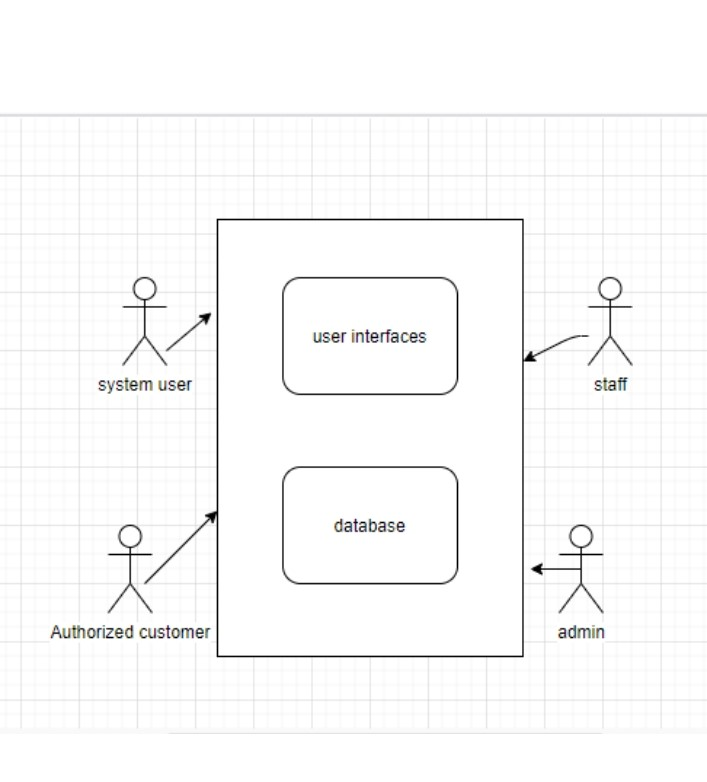 user interfaces
system user
staff
database
Authorized customer
admin